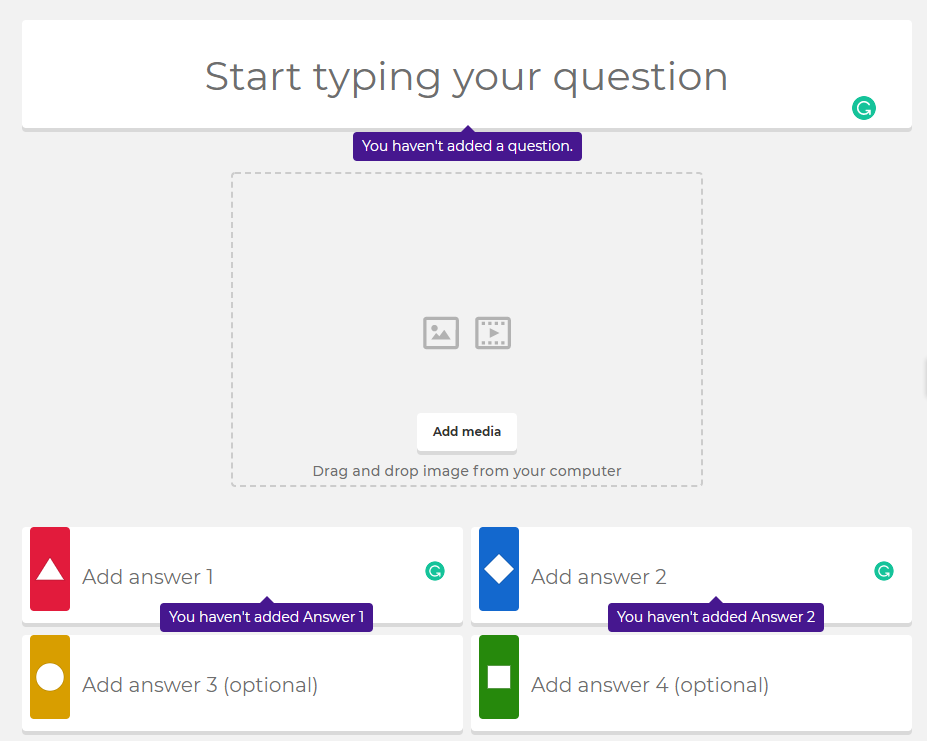 Start typing your question
You haven't added a question.
Add media
Drag and drop image from your computer
Add answer 1
Add answer 2
You haven't added Answer 1
You haven't added Answer 2
Add answer 3 (optional)
Add answer 4 (optional)